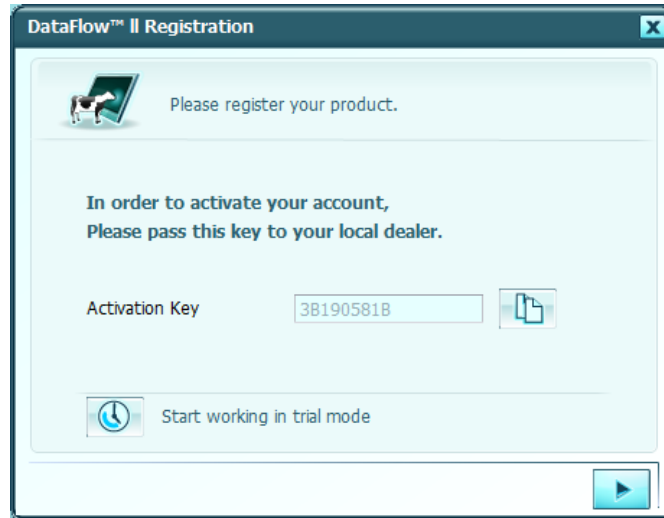 DataFlow™ II Registration
Please register your product.
In order to activate your account,
Please pass this key to your local dealer.
Activation Key 3B190581B
Start working in trial mode